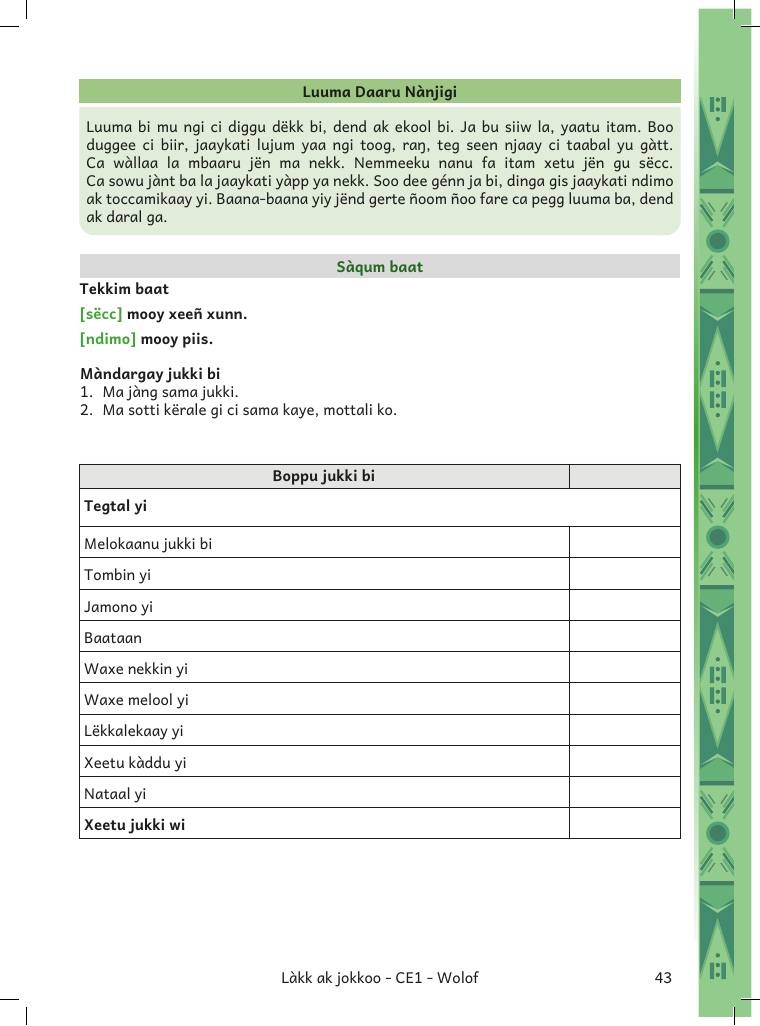 Luuma Daaru Nànjigi
Luuma bi mu ngi ci diggu dëkk bi, dend ak ekool bi. Ja bu siiw la, yaatu itam. Boo
duggee ci biir, jaaykati lujum yaa ngi toog, raŋ, teg seen njaay ci taabal yu gàtt.
Ca wàllaa la mbaaru jën ma nekk. Nemmeeku nanu fa itam xetu jën gu sëcc.
Ca sowu jànt ba la jaaykati yàpp ya nekk. Soo dee génn ja bi, dinga gis jaaykati ndimo
ak toccamikaay yi. Baana-baana yiy jënd gerte ñoom ñoo fare ca pegg luuma ba, dend
ak daral ga.
Sàqum baat
Tekkim baat
[sëcc] mooy xeeñ xunn.
[ndimo] mooy piis.
Màndargay jukki bi
1. Ma jàng sama jukki.
2. Ma sotti kërale gi ci sama kaye, mottali ko.
Boppu jukki bi
Tegtal yi
Melokaanu jukki bi
Tombin yi
Jamono yi
Baataan
Waxe nekkin yi
Waxe melool yi
Lëkkalekaay yi
Xeetu kàddu yi
Nataal yi
Xeetu jukki wi
Làkk ak jokkoo - CE1 - Wolof 43